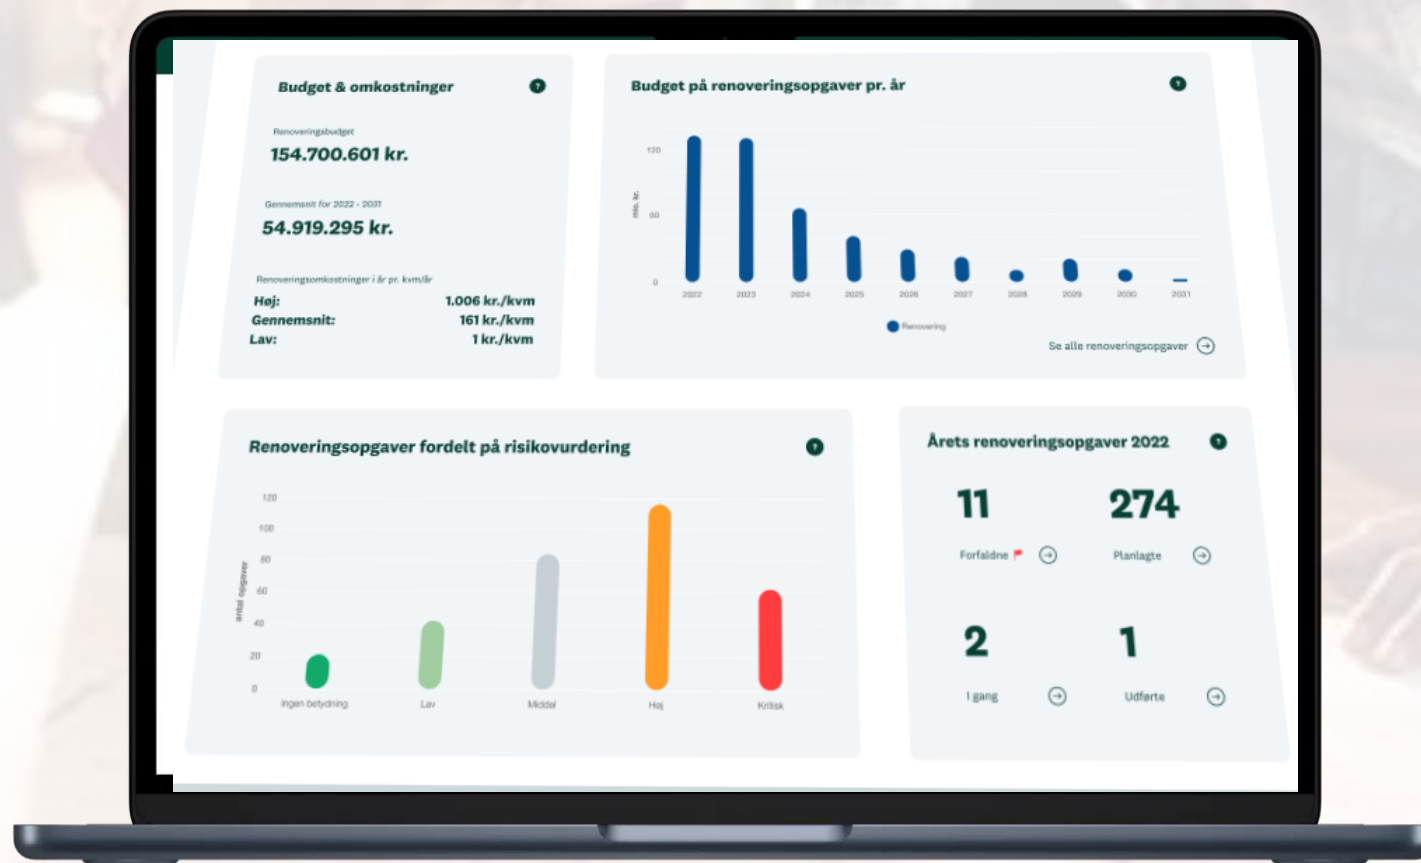 Budget & omkostninger
?
Renoveringsbudget
154.700.601 kr.
Gennemsnit for 2022 - 2031
54.919.295 kr.
Renoveringsomkostninger i år pr. kvm/år
Høj: 1.006 kr./kvm
Gennemsnit: 161 kr./kvm
Lav: 1 kr./kvm
Budget på renoveringsopgaver pr. år
?
mio. kr.
120
60
0
2022 2023 2024 2025 2026 2027 2028 2029 2030 2031
Renovering
Se alle renoveringsopgaver
Renoveringsopgaver fordelt på risikovurdering
?
antal opgaver
120
100
80
60
40
20
0
Ingen betydning Lav Middel Høj Kritisk
Årets renoveringsopgaver 2022
?
11 274
Forfaldne Planlagte
2 1
I gang Udførte